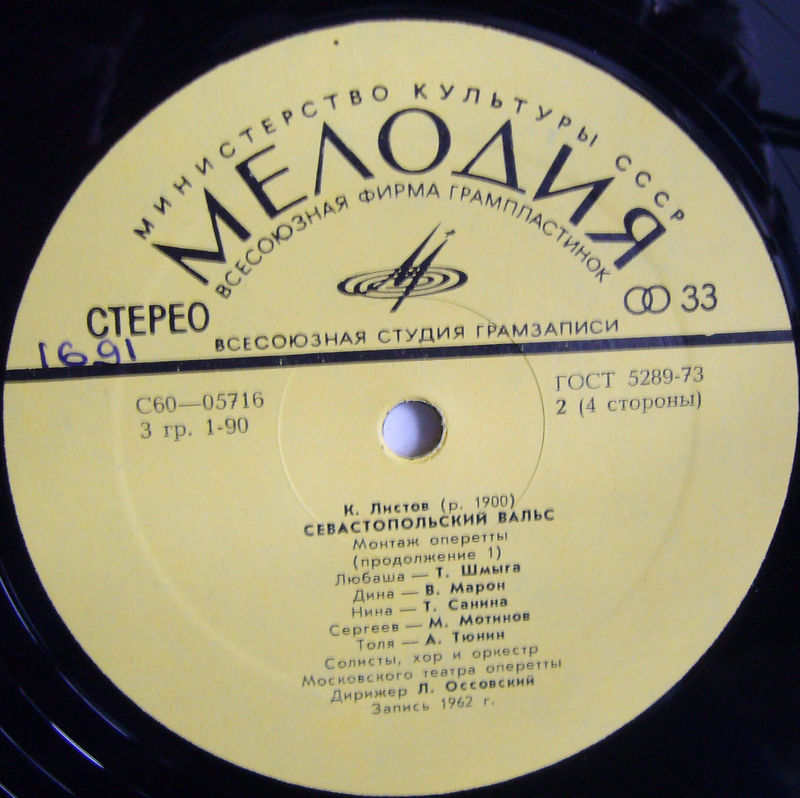 МИНИСТЕРСТВО КУЛЬТУРЫ СССР
МЕЛОДИЯ
ВСЕСОЮЗНАЯ ФИРМА ГРАМПЛАСТИНОК
СТЕРЕО
33
ВСЕСОЮЗНАЯ СТУДИЯ ГРАМЗАПИСИ
1691
С60—05716
ГОСТ 5289-73
3 гр. 1-90
2 (4 стороны)
К. Листов (р. 1900)
СЕВАСТОПОЛЬСКИЙ ВАЛЬС
Монтаж оперетты
(продолжение 1)
Любаша — Т. Шмыга
Дина — В. Марон
Нина — Т. Санина
Сергеев — М. Мотинов
Толя — А. Тюнин
Солисты, хор и оркестр
Московского театра оперетты
Дирижер Л. Оссовский
Запись 1962 г.